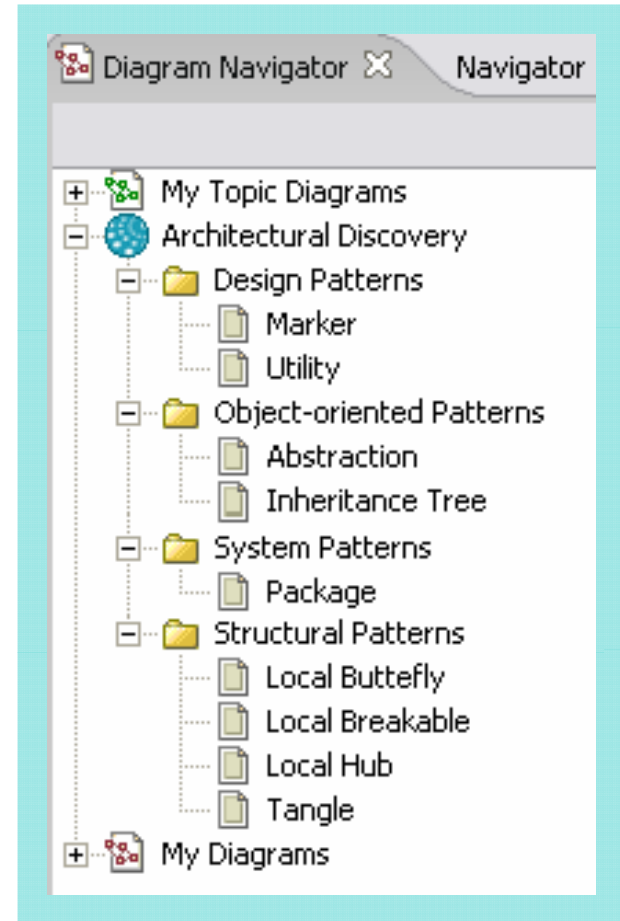 Diagram Navigator Navigator
My Topic Diagrams
Architectural Discovery
Design Patterns
Marker
Utility
Object-oriented Patterns
Abstraction
Inheritance Tree
System Patterns
Package
Structural Patterns
Local Buttefly
Local Breakable
Local Hub
Tangle
My Diagrams